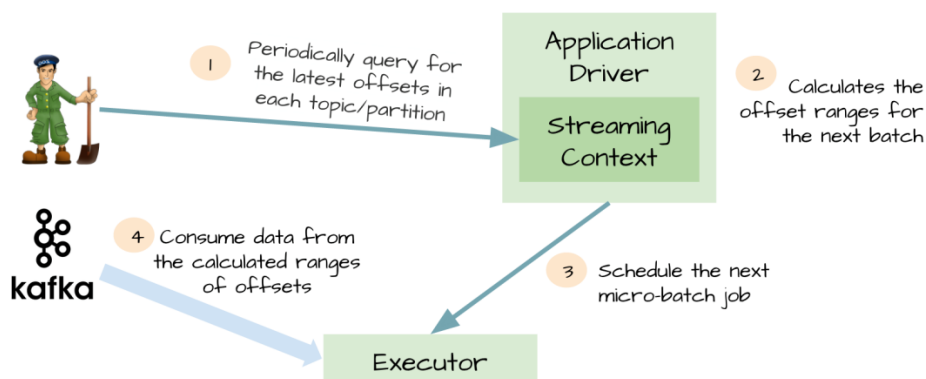 1
Periodically query for
the latest offsets in
each topic/partition
Application
Driver
Streaming
Context
2
Calculates the
offset ranges for
the next batch
kafka
4
Consume data from
the calculated ranges
of offsets
3
Schedule the next
micro-batch job
Executor